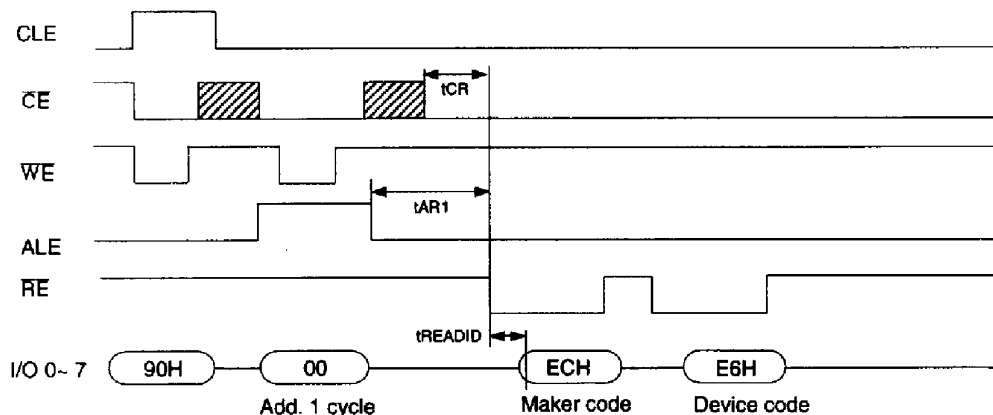 CLE
CE
tCR
WE
tAR1
ALE
RE
tREADID
I/O 0~ 7
90H
00
ECH
E6H
Add. 1 cycle
Maker code
Device code